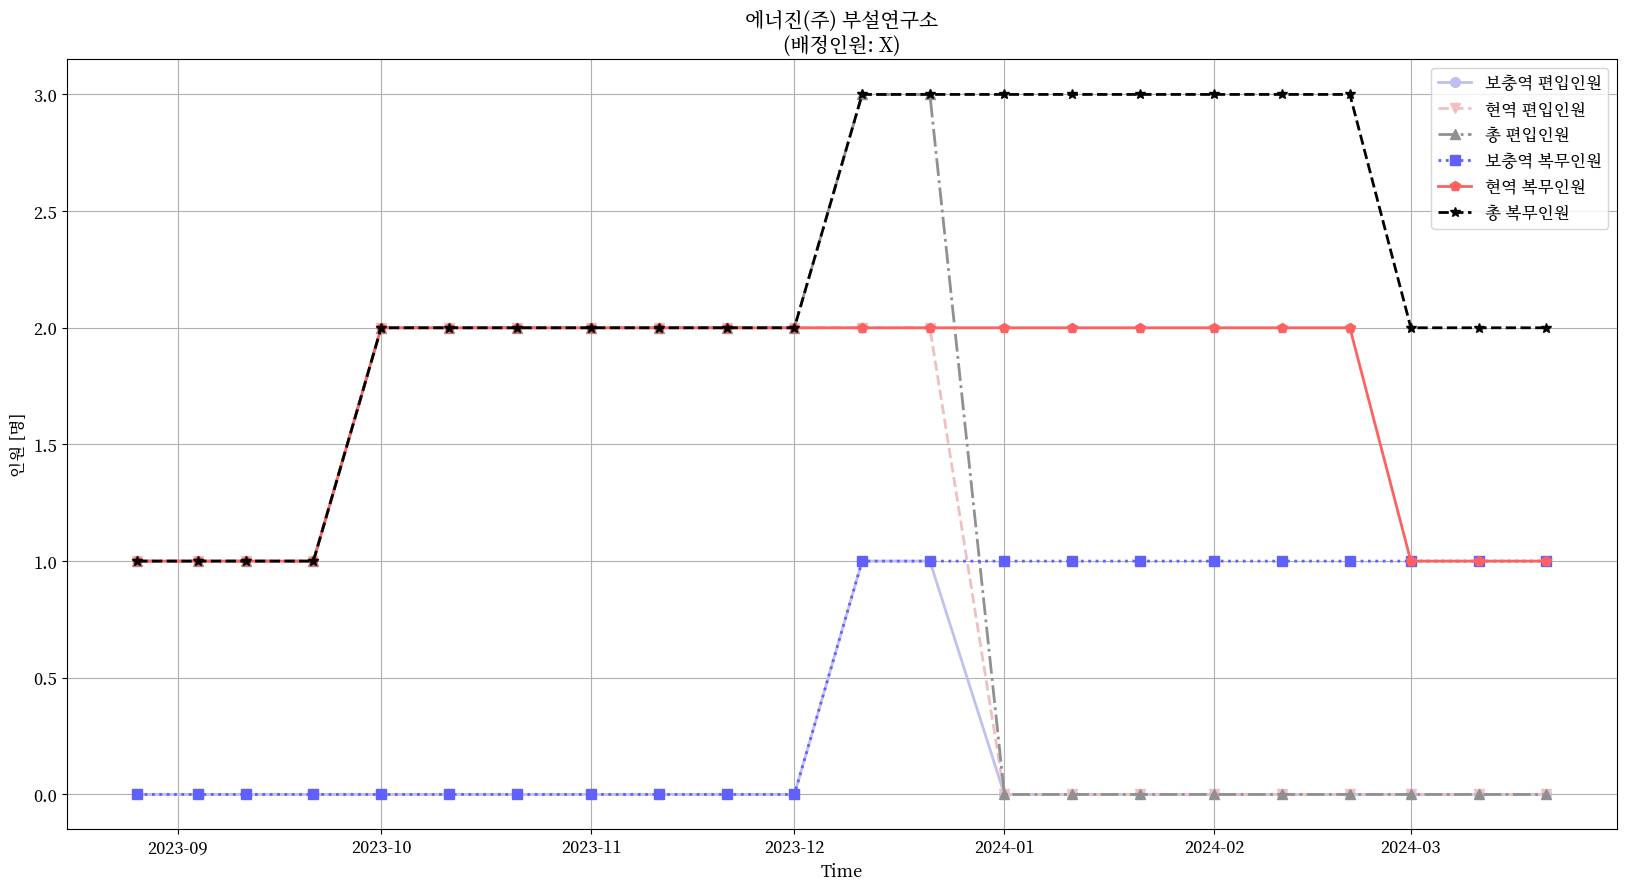 에너진(주) 부설연구소
(배정인원: X)
보충역 편입인원
현역 편입인원
총 편입인원
보충역 복무인원
현역 복무인원
총 복무인원
인원 [명]
3.0
2.5
2.0
1.5
1.0
0.5
0.0
2023-09
2023-10
2023-11
2023-12
2024-01
2024-02
2024-03
Time